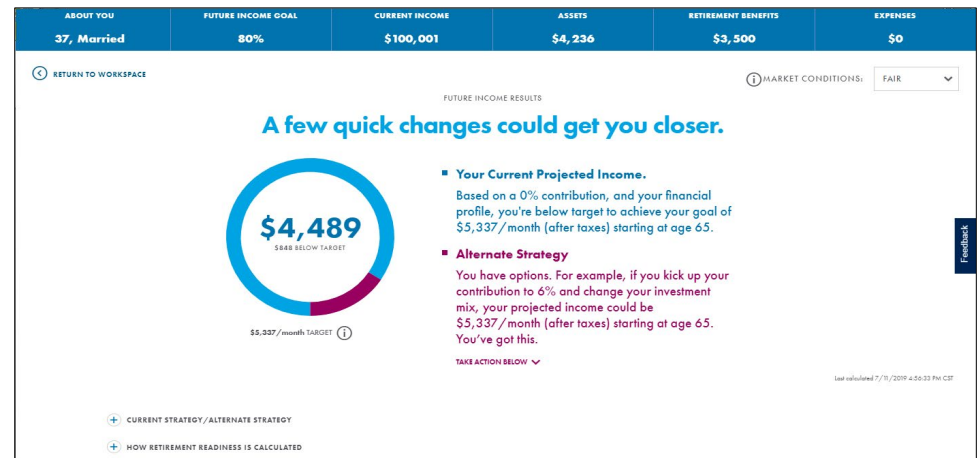 ABOUT YOU
37, Married
FUTURE INCOME GOAL
80%
CURRENT INCOME
$100,001
ASSETS
$4,236
RETIREMENT BENEFITS
$3,500
EXPENSES
$0
RETURN TO WORKSPACE
MARKET CONDITIONS:
FAIR
FUTURE INCOME RESULTS
A few quick changes could get you closer.
$4,489
$848 BELOW TARGET
$5,337/month TARGET
Your Current Projected Income.
Based on a 0% contribution, and your financial
profile, you're below target to achieve your goal of
$5,337/month (after taxes) starting at age 65.
Alternate Strategy
You have options. For example, if you kick up your
contribution to 6% and change your investment
mix, your projected income could be
$5,337/month (after taxes) starting at age 65.
You've got this.
TAKE ACTION BELOW
Last calculated 7/11/2019 4:56:33 PM CST
Feedback
CURRENT STRATEGY/ALTERNATE STRATEGY
HOW RETIREMENT READINESS IS CALCULATED